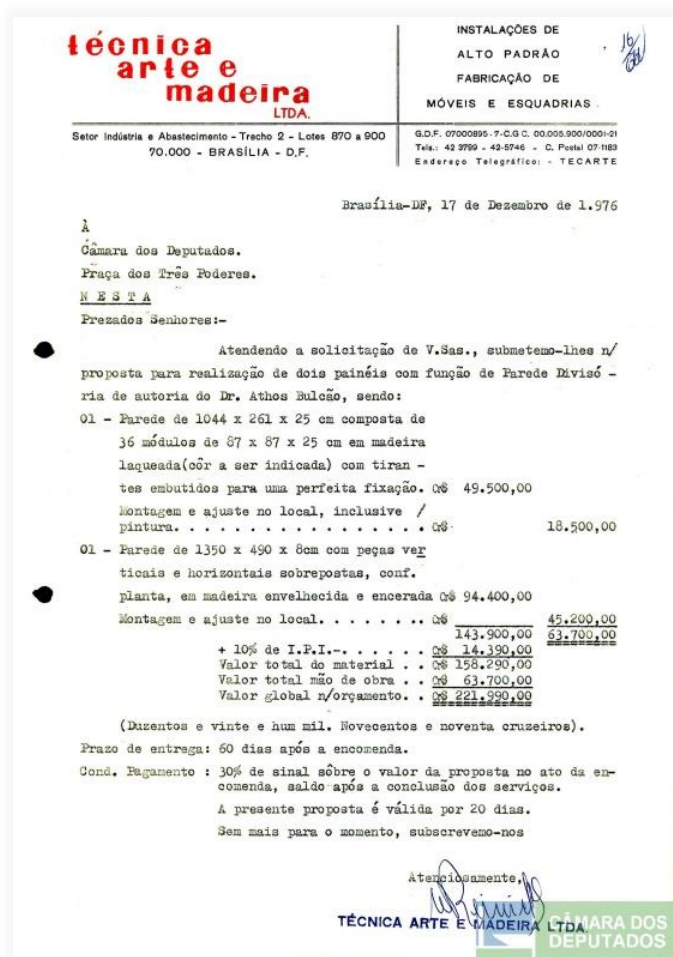 técnica
arte e
madeira
LTDA.
Setor Indústria e Abastecimento - Trecho 2 - Lotes 870 a 900
70.000 - BRASÍLIA - D.F.
INSTALAÇÕES DE
ALTO PADRÃO
FABRICAÇÃO DE
MÓVEIS E ESQUADRIAS.
G.D.F. 07000895-7-C.G C. 00.005.900/0001-21
Tels.: 42 3799 - 42-5746 - C. Postal 07-1183
Endereço Telegráfico: - TECARTE
16
Brasília-DF, 17 de Dezembro de 1.976
À
Câmara dos Deputados.
Praça dos Três Poderes.
N E S T A
Prezados Senhores:-
Atendendo a solicitação de V.Sas., submetemo-lhes n/
proposta para realização de dois painéis com função de Parede Divisó -
ria de autoria do Dr. Athos Bulcão, sendo:
01 - Parede de 1044 x 261 x 25 cm composta de
36 módulos de 87 x 87 x 25 cm em madeira
laqueada(côr a ser indicada) com tiran -
tes embutidos para uma perfeita fixação. Cr$ 49.500,00
Montagem e ajuste no local, inclusive /
pintura. . . . . . . . . . . . . . . . . Cr$ 18.500,00
01 - Parede de 1350 x 490 x 8cm com peças ver
ticais e horizontais sobrepostas, conf.
planta, em madeira envelhecida e encerada Cr$ 94.400,00
Montagem e ajuste no local. . . . . . . . Cr$ 45.200,00
143.900,00 63.700,00
+ 10% de I.P.I.-. . . . . . Cr$ 14.390,00
Valor total do material . . Cr$ 158.290,00
Valor total mão de obra . . Cr$ 63.700,00
Valor global n/orçamento. . Cr$ 221.990,00
(Duzentos e vinte e hum mil. Novecentos e noventa cruzeiros).
Prazo de entrega: 60 dias após a encomenda.
Cond. Pagamento : 30% de sinal sôbre o valor da proposta no ato da en-
comenda, saldo após a conclusão dos serviços.
A presente proposta é válida por 20 dias.
Sem mais para o momento, subscrevemo-nos
Atenciosamente,
TÉCNICA ARTE E MADEIRA LTDA.
CÂMARA DOS
DEPUTADOS